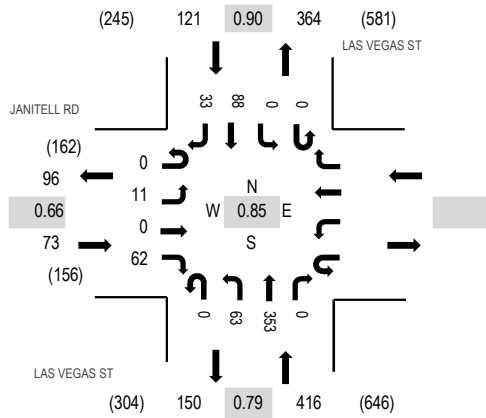 (245) 121 0.90 364 (581)
LAS VEGAS ST
JANITELL RD
33 88 0 0
(162)
0
96
11
N
0.66
W 0.85 E
0
73
S
62
(156)
0 63 353 0
LAS VEGAS ST
(304) 150 0.79 416 (646)